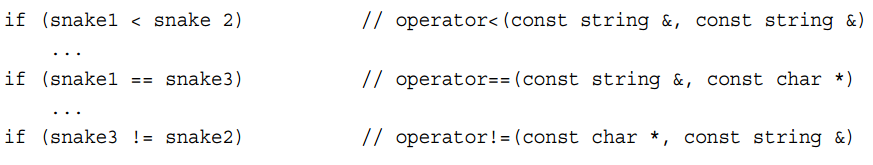 if (snake1 < snake 2)          // operator<(const string &, const string &)
    ...
if (snake1 == snake3)          // operator==(const string &, const char *)
    ...
if (snake3 != snake2)          // operator!=(const char *, const string &)